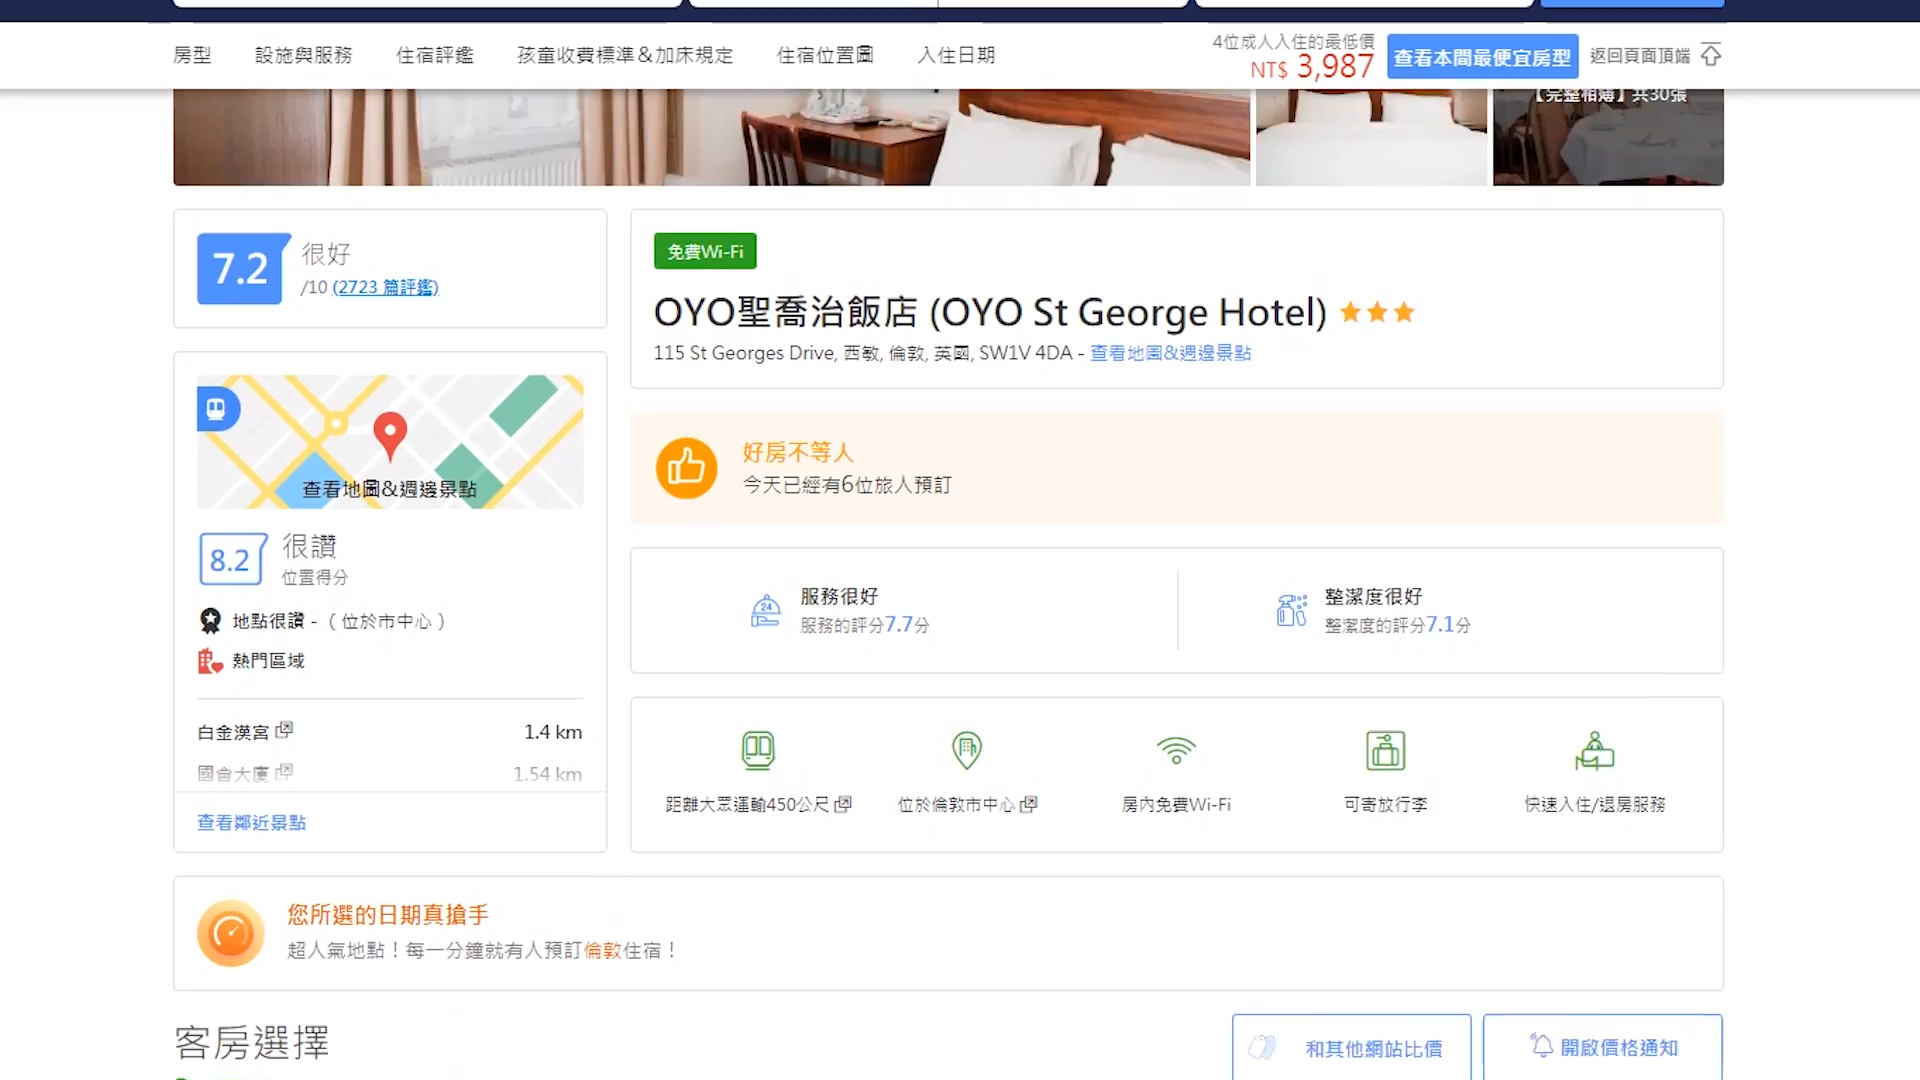 房型 設施與服務 住宿評鑑 孩童收費標準&加床規定 住宿位置圖 入住日期
4位成人入住的最低價
NT$ 3,987
查看本間最便宜房型
返回頁面頂端
【完整相簿】共30張
7.2
很好
/10 (2723 篇評鑑)
免費Wi-Fi
OYO聖喬治飯店 (OYO St George Hotel)
115 St Georges Drive, 西敏, 倫敦, 英國, SW1V 4DA - 查看地圖&週邊景點
查看地圖&週邊景點
好房不等人
今天已經有6位旅人預訂
8.2
很讚
位置得分
地點很讚 - ( 位於市中心 )
熱門區域
24
服務很好
服務的評分7.7分
整潔度很好
整潔度的評分7.1分
白金漢宮 1.4 km
國會大廈 1.54 km
查看鄰近景點
距離大眾運輸450公尺
位於倫敦市中心
房內免費Wi-Fi
可寄放行李
快速入住/退房服務
您所選的日期真搶手
超人氣地點！每一分鐘就有人預訂倫敦住宿！
客房選擇
和其他網站比價
開啟價格通知